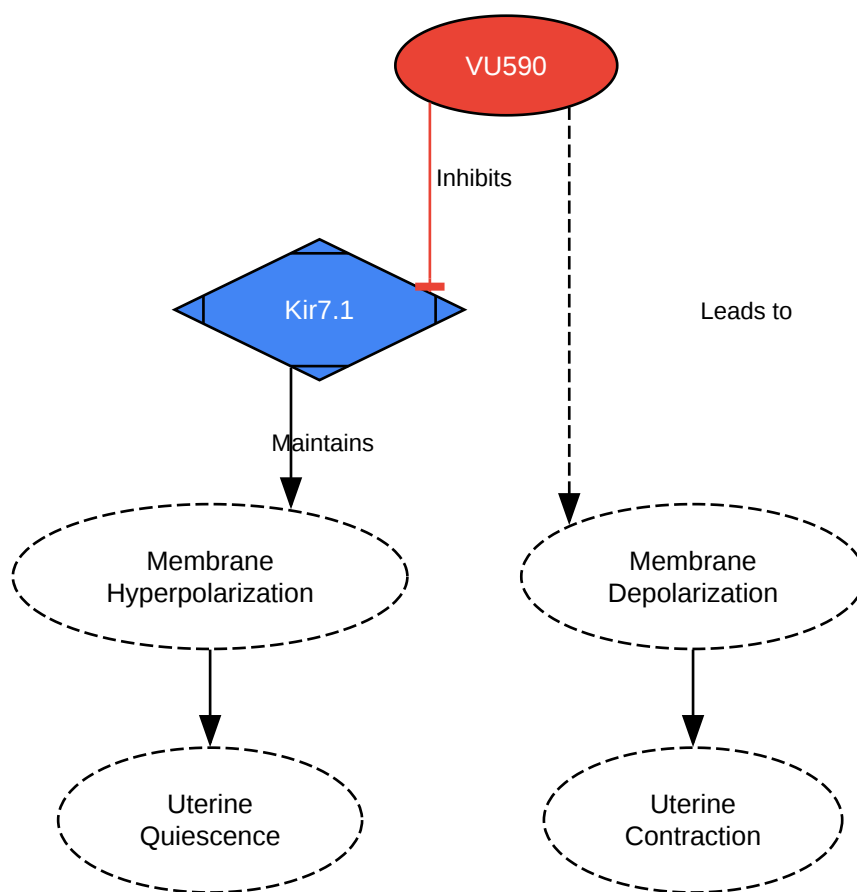 VU590
Inhibits
Kir7.1
Leads to
Maintains
Membrane
Hyperpolarization
Membrane
Depolarization
Uterine
Quiescence
Uterine
Contraction